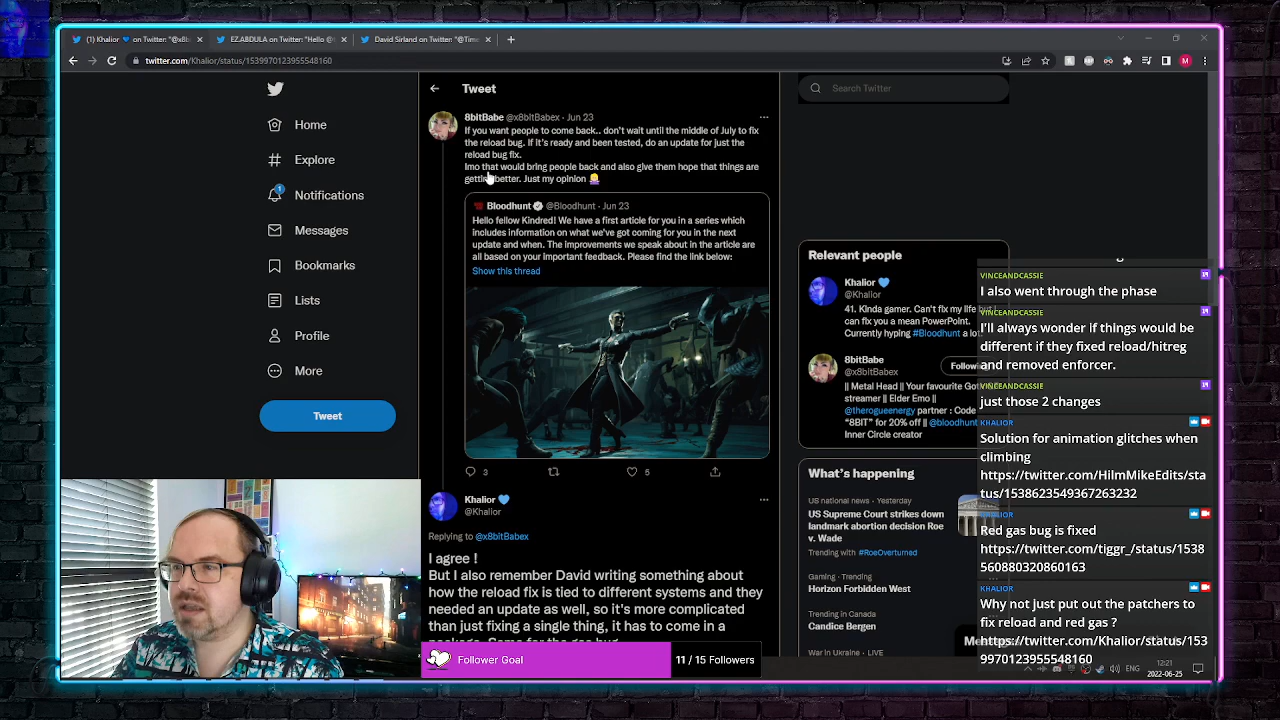 (1) Khalior 💙 on Twitter: "@x8b
EZ.ABDULA on Twitter: "Hello @
David Sirland on Twitter: "@Time
twitter.com/Khalior/status/1539970123955548160
M
Home
Explore
1
Notifications
Messages
Bookmarks
Lists
Profile
More
Tweet
Tweet
8bitBabe @x8bitBabex · Jun 23
If you want people to come back.. don't wait until the middle of July to fix
the reload bug. If it's ready and been tested, do an update for just the
reload bug fix.
Imo that would bring people back and also give them hope that things are
getting better. Just my opinion
Bloodhunt @Bloodhunt · Jun 23
Hello fellow Kindred! We have a first article for you in a series which
includes information on what we've got coming for you in the next
update and when. The improvements we speak about in the article are
all based on your important feedback. Please find the link below:
Show this thread
3
5
Khalior 💙
@Khalior
Replying to @x8bitBabex
I agree !
But I also remember David writing something about
how the reload fix is tied to different systems and they
needed an update as well, so it's more complicated
than just fixing a single thing, it has to come in a
Follower Goal
11 / 15 Followers
Search Twitter
Relevant people
Khalior 💙
@Khalior
41. Kinda gamer. Can't fix my life but I
can fix you a mean PowerPoint.
Currently hyping #Bloodhunt a lo
8bitBabe
@x8bitBabex
Followi
|| Metal Head || Your favourite Got
streamer || Elder Emo ||
@therogueenergy partner : Code
"8BIT" for 20% off || @bloodhunt
Inner Circle creator
What's happening
US national news · Yesterday
US Supreme Court strikes down
landmark abortion decision Roe
v. Wade
Trending with #RoeOverturned
Gaming · Trending
Horizon Forbidden West
Trending in Canada
Candice Bergen
War in Ukraine · LIVE
VINCEANDCASSIE
I also went through the phase
VINCEANDCASSIE
I'll always wonder if things would be
different if they fixed reload/hitreg
and removed enforcer.
VINCEANDCASSIE
just those 2 changes
KHALIOR
Solution for animation glitches when
climbing
https://twitter.com/HilmMikeEdits/sta
tus/1538623549367263232
KHALIOR
Red gas bug is fixed
https://twitter.com/tiggr_/status/1538
560880320860163
KHALIOR
Why not just put out the patchers to
fix reload and red gas ?
https://twitter.com/Khalior/status/153
9970123955548160
ENG
12:21
2022-06-25